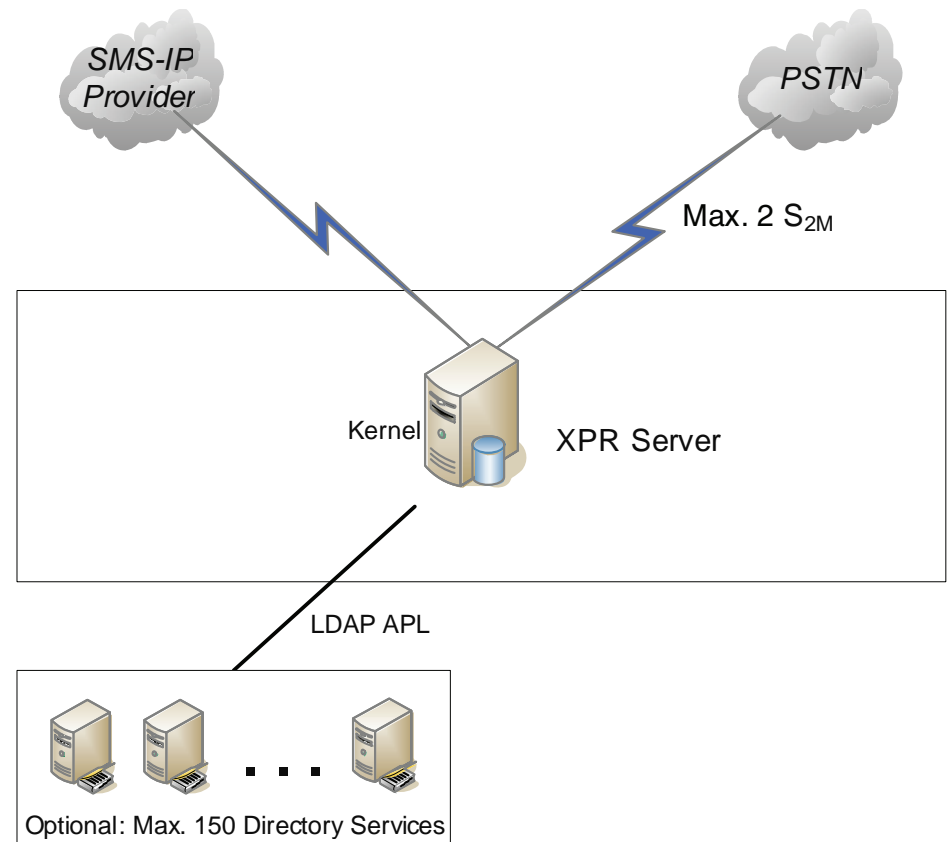 SMS-IP
Provider
PSTN
Max. 2 S2M
Kernel
XPR Server
LDAP APL
. . .
Optional: Max. 150 Directory Services